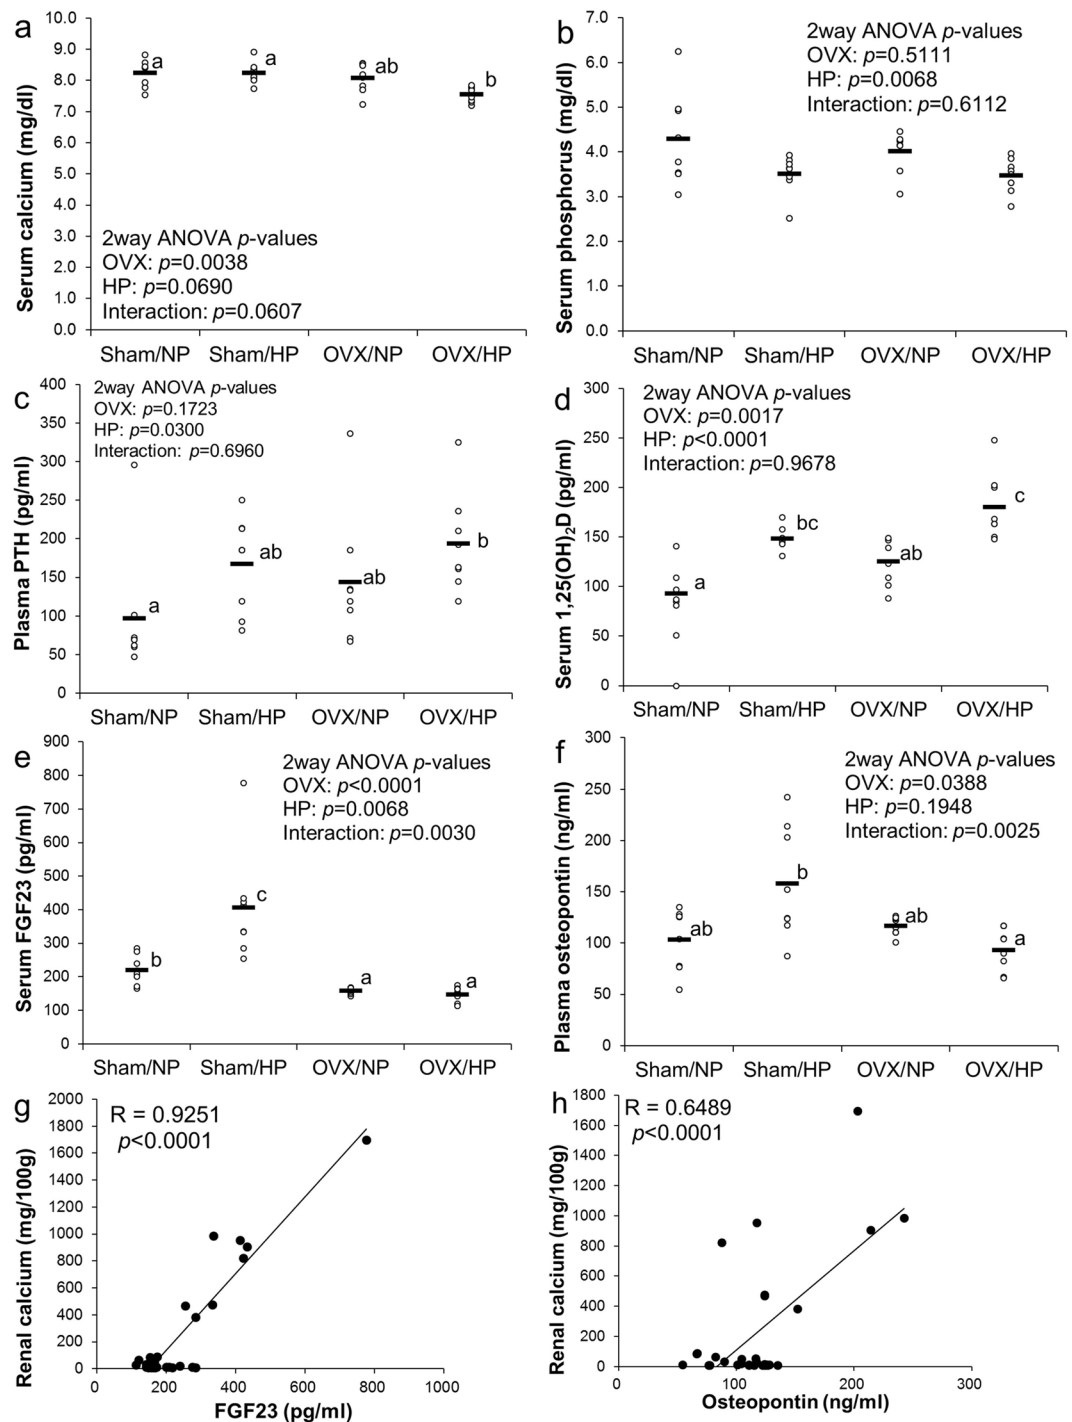 a
10.0
9.0
8.0
7.0
6.0
5.0
4.0
3.0
2.0
1.0
0.0
Serum calcium (mg/dl)
a
a
ab
b
2way ANOVA p-values
OVX: p=0.0038
HP: p=0.0690
Interaction: p=0.0607
Sham/NP
Sham/HP
OVX/NP
OVX/HP
b
7.0
6.0
5.0
4.0
3.0
2.0
1.0
0.0
Serum phosphorus (mg/dl)
2way ANOVA p-values
OVX: p=0.5111
HP: p=0.0068
Interaction: p=0.6112
Sham/NP
Sham/HP
OVX/NP
OVX/HP
c
400
350
300
250
200
150
100
50
0
Plasma PTH (pg/ml)
2way ANOVA p-values
OVX: p=0.1723
HP: p=0.0300
Interaction: p=0.6960
a
ab
ab
b
Sham/NP
Sham/HP
OVX/NP
OVX/HP
d
300
250
200
150
100
50
0
Serum 1,25(OH)₂D (pg/ml)
2way ANOVA p-values
OVX: p=0.0017
HP: p<0.0001
Interaction: p=0.9678
a
bc
ab
c
Sham/NP
Sham/HP
OVX/NP
OVX/HP
e
900
800
700
600
500
400
300
200
100
0
Serum FGF23 (pg/ml)
2way ANOVA p-values
OVX: p<0.0001
HP: p=0.0068
Interaction: p=0.0030
b
c
a
a
Sham/NP
Sham/HP
OVX/NP
OVX/HP
f
300
250
200
150
100
50
0
Plasma osteopontin (ng/ml)
2way ANOVA p-values
OVX: p=0.0388
HP: p=0.1948
Interaction: p=0.0025
ab
b
ab
a
Sham/NP
Sham/HP
OVX/NP
OVX/HP
g
2000
1800
1600
1400
1200
1000
800
600
400
200
0
Renal calcium (mg/100g)
R = 0.9251
p<0.0001
0
200
400
600
800
1000
FGF23 (pg/ml)
h
1800
1600
1400
1200
1000
800
600
400
200
0
Renal calcium (mg/100g)
R = 0.6489
p<0.0001
0
100
200
300
Osteopontin (ng/ml)